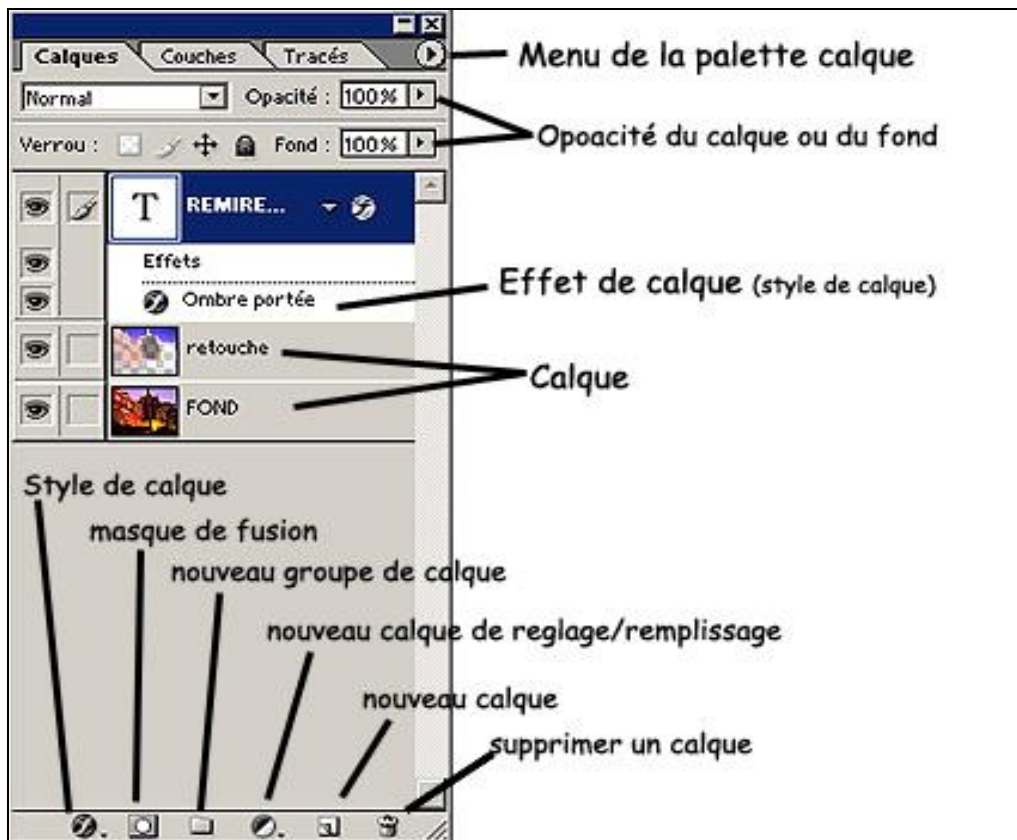 Calques Couches Tracés
Menu de la palette calque
Normal Opacité : 100%
Opoacité du calque ou du fond
Verrou : Fond : 100%
T REMIRE...
Effets
Effet de calque (style de calque)
Ombre portée
retouche
Calque
FOND
Style de calque
masque de fusion
nouveau groupe de calque
nouveau calque de reglage/remplissage
nouveau calque
supprimer un calque